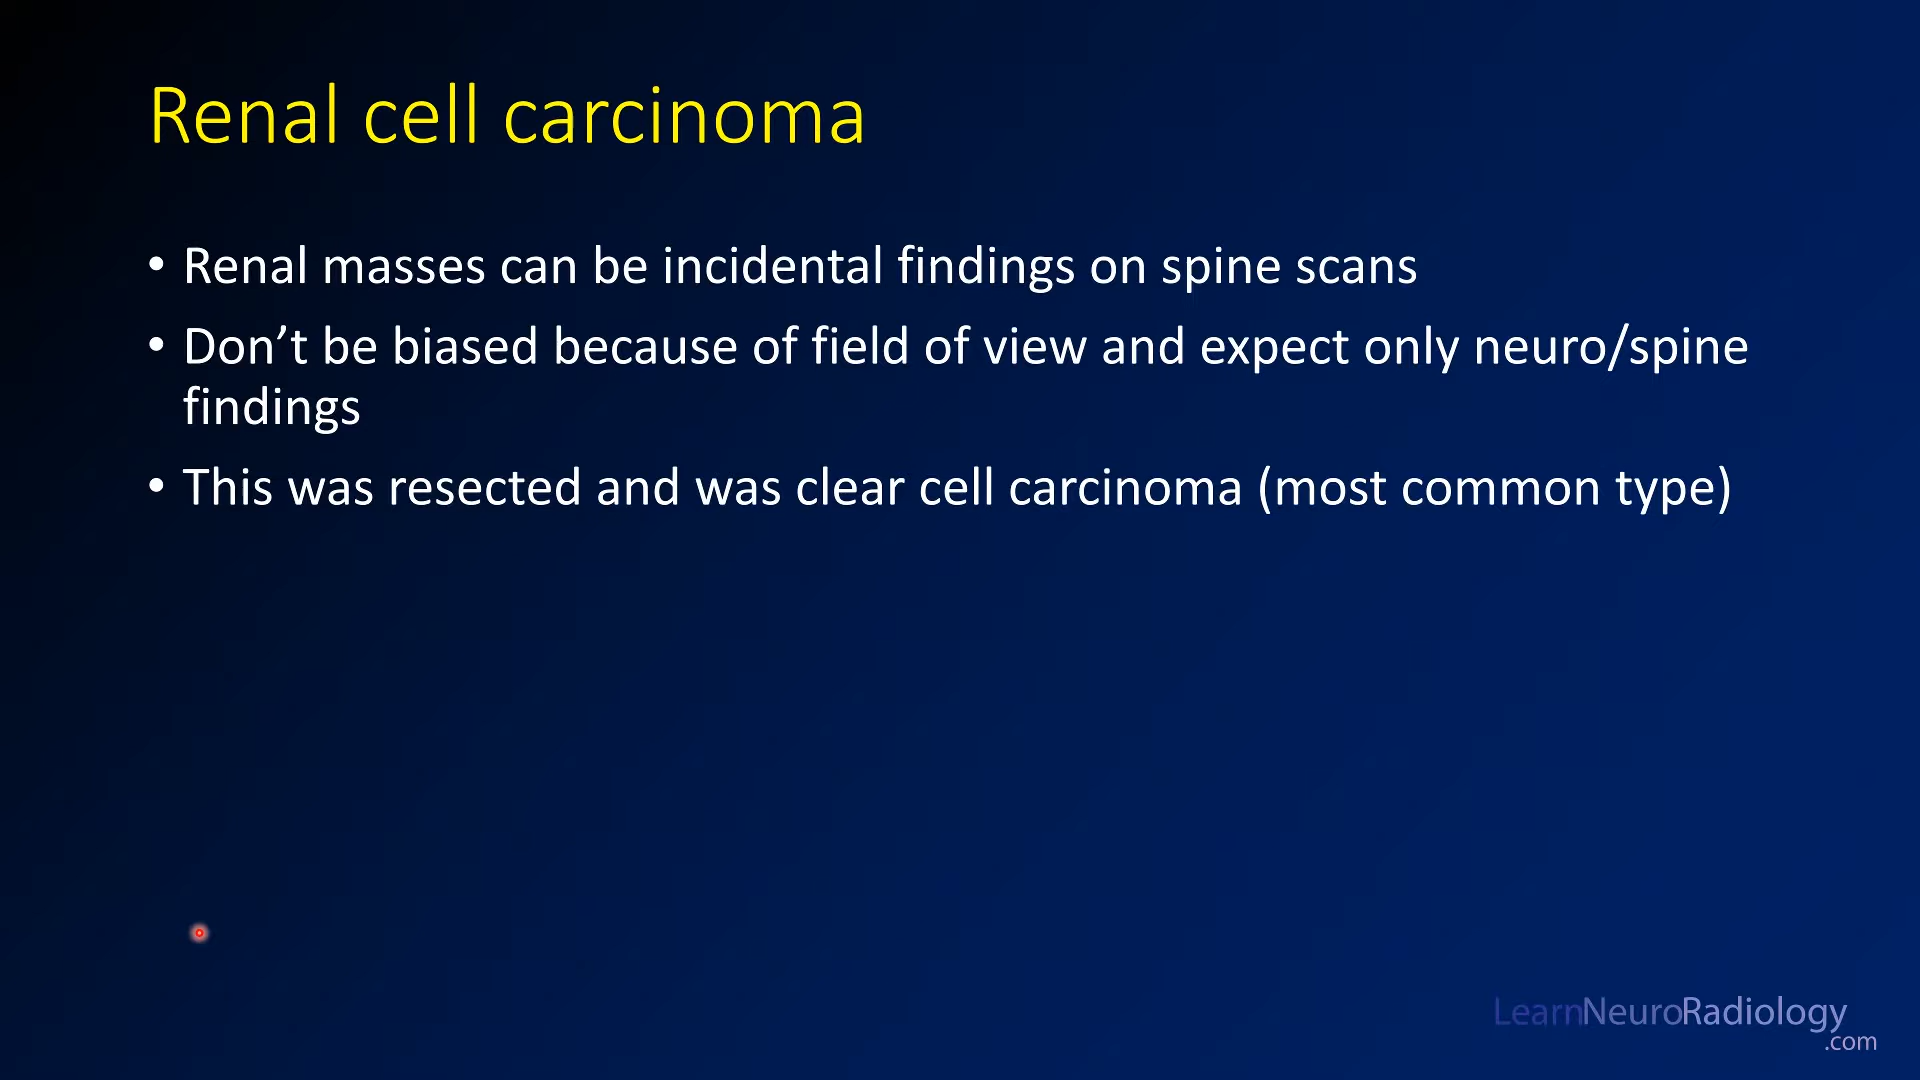 Renal cell carcinoma
• Renal masses can be incidental findings on spine scans
• Don’t be biased because of field of view and expect only neuro/spine
findings
• This was resected and was clear cell carcinoma (most common type)
LearnNeuroRadiology
.com